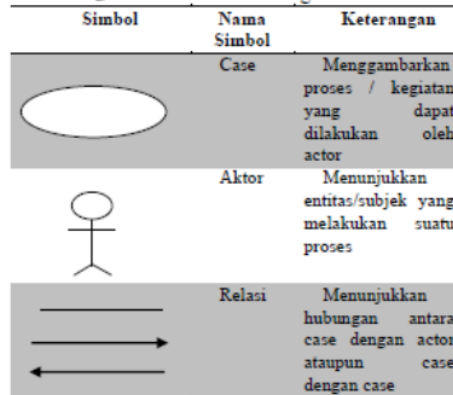 Simbol Nama Simbol Keterangan
Case Menggambarkan
proses / kegiatan
yang dapat
dilakukan oleh
actor
Aktor Menunjukkan
entitas/subjek yang
melakukan suatu
proses
Relasi Menunjukkan
hubungan antara
case dengan actor
ataupun case
dengan case